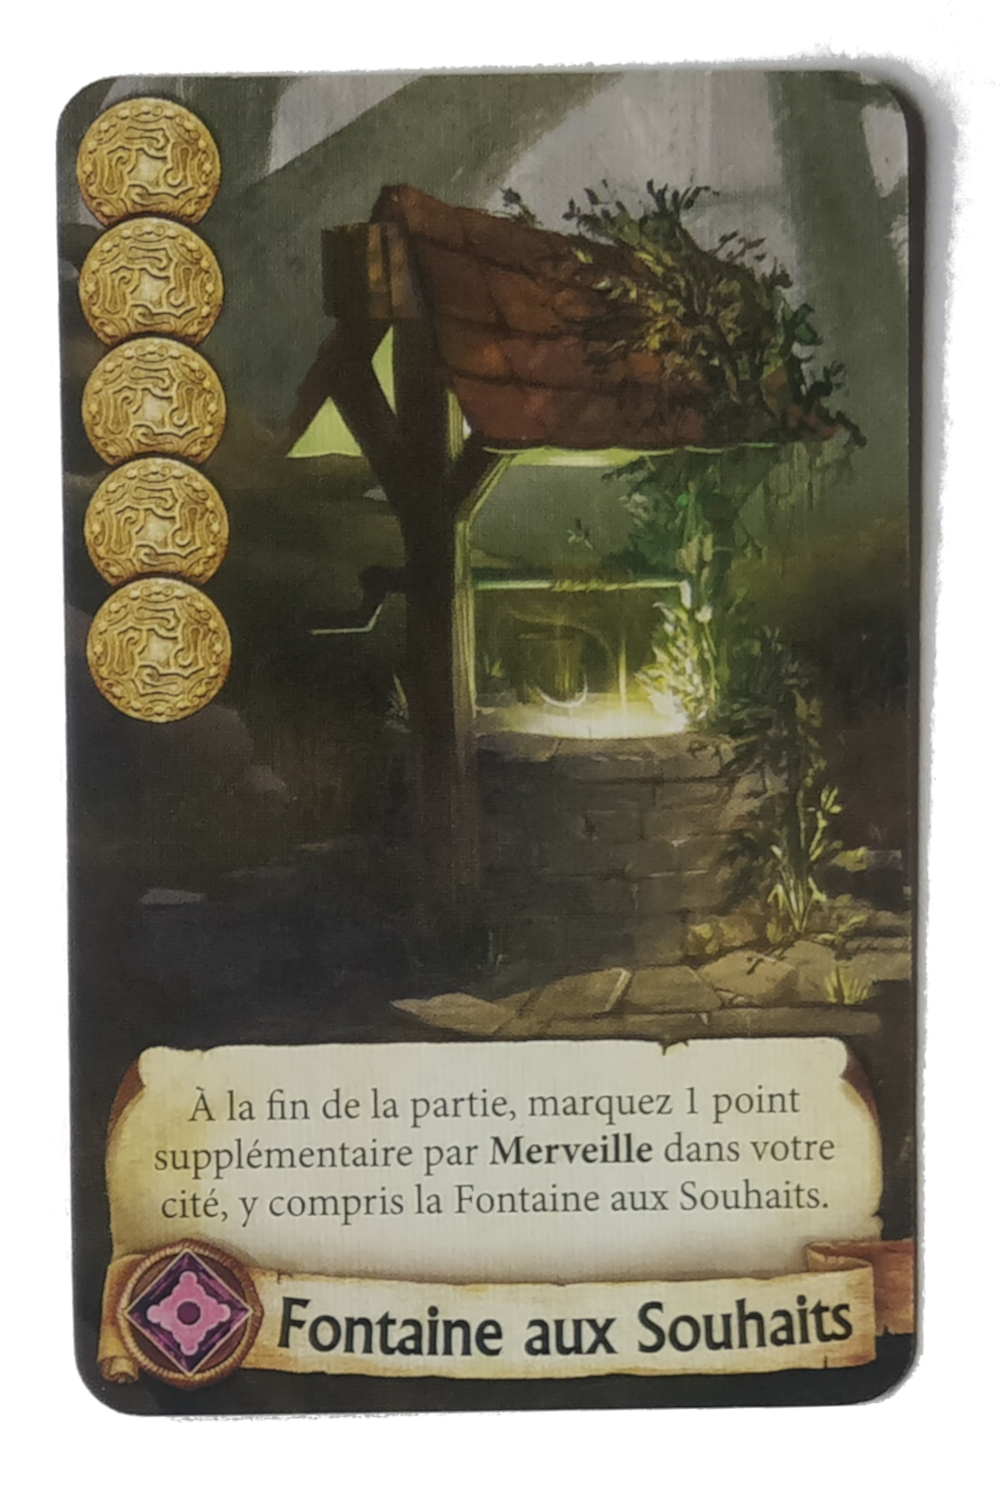 À la fin de la partie, marquez 1 point
supplémentaire par Merveille dans votre
cité, y compris la Fontaine aux Souhaits.
Fontaine aux Souhaits